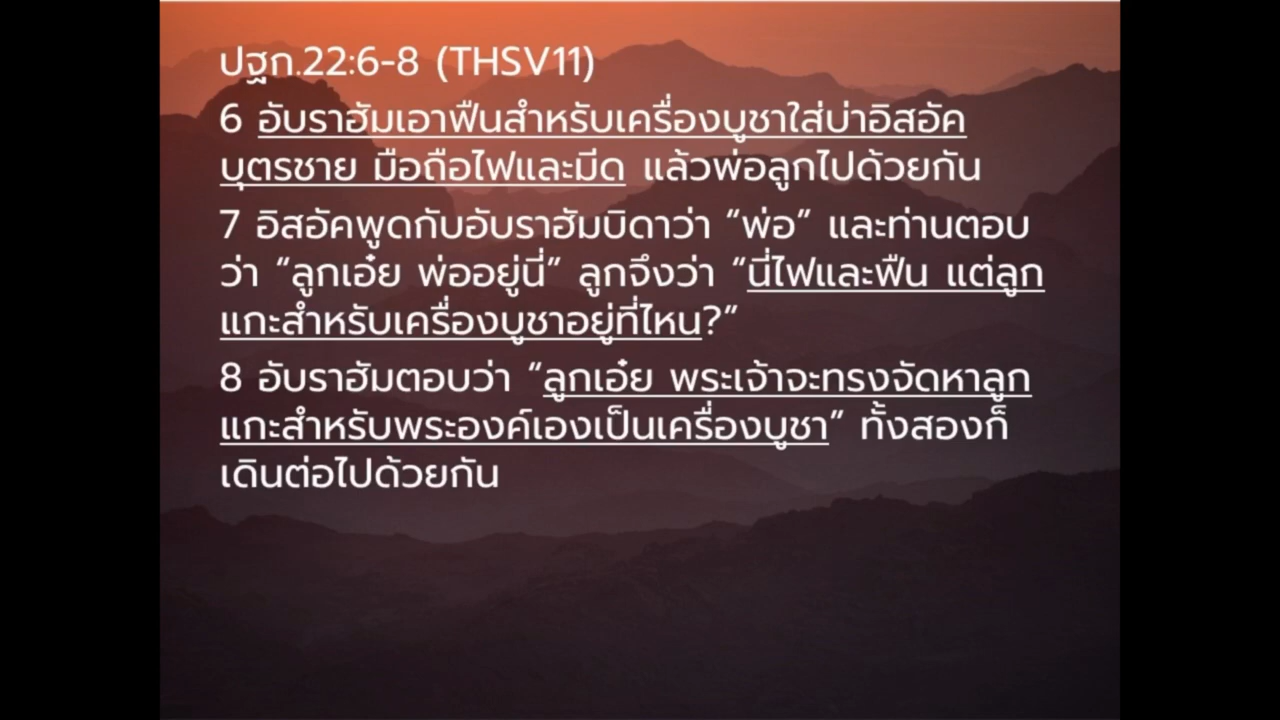 ปฐก.22:6-8 (THSV11)
6 อับราฮัมเอาฟืนสำหรับเครื่องบูชาใส่บ่าอิสอัค
บุตรชาย มือถือไฟและมีด แล้วพ่อลูกไปด้วยกัน
7 อิสอัคพูดกับอับราฮัมบิดาว่า “พ่อ” และท่านตอบ
ว่า “ลูกเอ๋ย พ่ออยู่นี่” ลูกจึงว่า “นี่ไฟและฟืน แต่ลูก
แกะสำหรับเครื่องบูชาอยู่ที่ไหน?”
8 อับราฮัมตอบว่า “ลูกเอ๋ย พระเจ้าจะทรงจัดหาลูก
แกะสำหรับพระองค์เองเป็นเครื่องบูชา” ทั้งสองก็
เดินต่อไปด้วยกัน